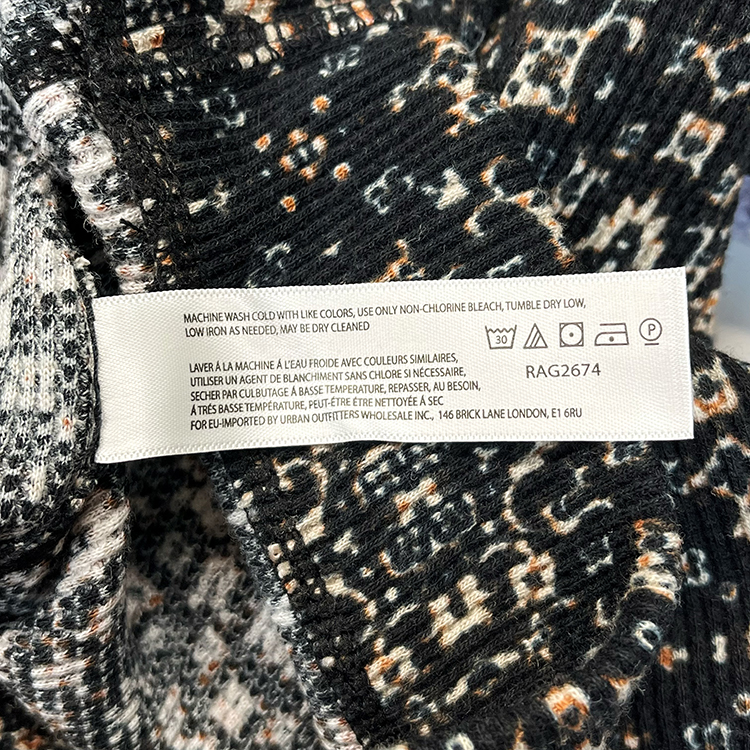 MACHINE WASH COLD WITH LIKE COLORS, USE ONLY NON-CHLORINE BLEACH, TUMBLE DRY LOW,
LOW IRON AS NEEDED, MAY BE DRY CLEANED
30
P
RAG2674
LAVER Á LA MACHINE Á L'EAU FROIDE AVEC COULEURS SIMILAIRES,
UTILISER UN AGENT DE BLANCHIMENT SANS CHLORE SI NÉCESSAIRE,
SECHER PAR CULBUTAGE Á BASSE TEMPERATURE, REPASSER, AU BESOIN,
Á TRÉS BASSE TEMPÉRATURE, PEUT-ÉTRE ÉTRE NETTOYÉE Á SEC
FOR EU-IMPORTED BY URBAN OUTFITTERS WHOLESALE INC., 146 BRICK LANE LONDON, E1 6RU